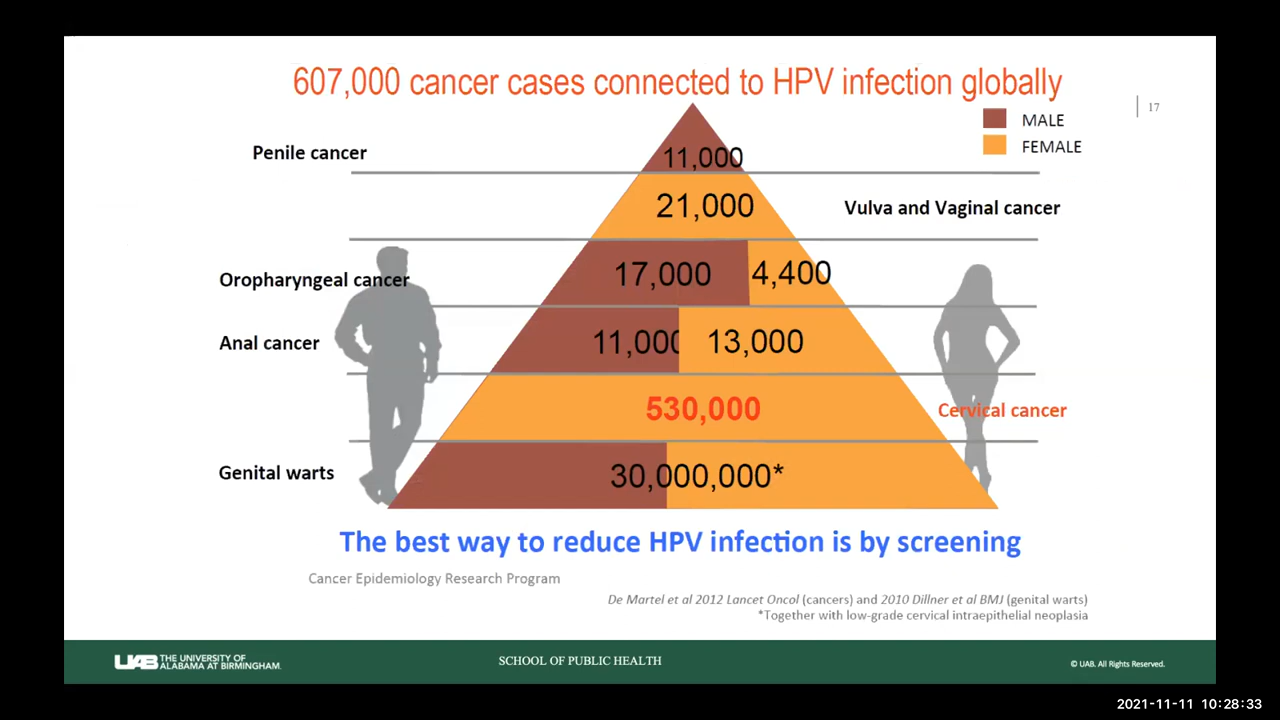 607,000 cancer cases connected to HPV infection globally
17
MALE
FEMALE
Penile cancer
11,000
21,000
Vulva and Vaginal cancer
Oropharyngeal cancer
17,000
4,400
Anal cancer
11,000
13,000
530,000
Cervical cancer
Genital warts
30,000,000*
The best way to reduce HPV infection is by screening
Cancer Epidemiology Research Program
De Martel et al 2012 Lancet Oncol (cancers) and 2010 Dillner et al BMJ (genital warts)
*Together with low-grade cervical intraepithelial neoplasia
UAB THE UNIVERSITY OF
ALABAMA AT BIRMINGHAM.
SCHOOL OF PUBLIC HEALTH
© UAB. All Rights Reserved.
2021-11-11 10:28:33